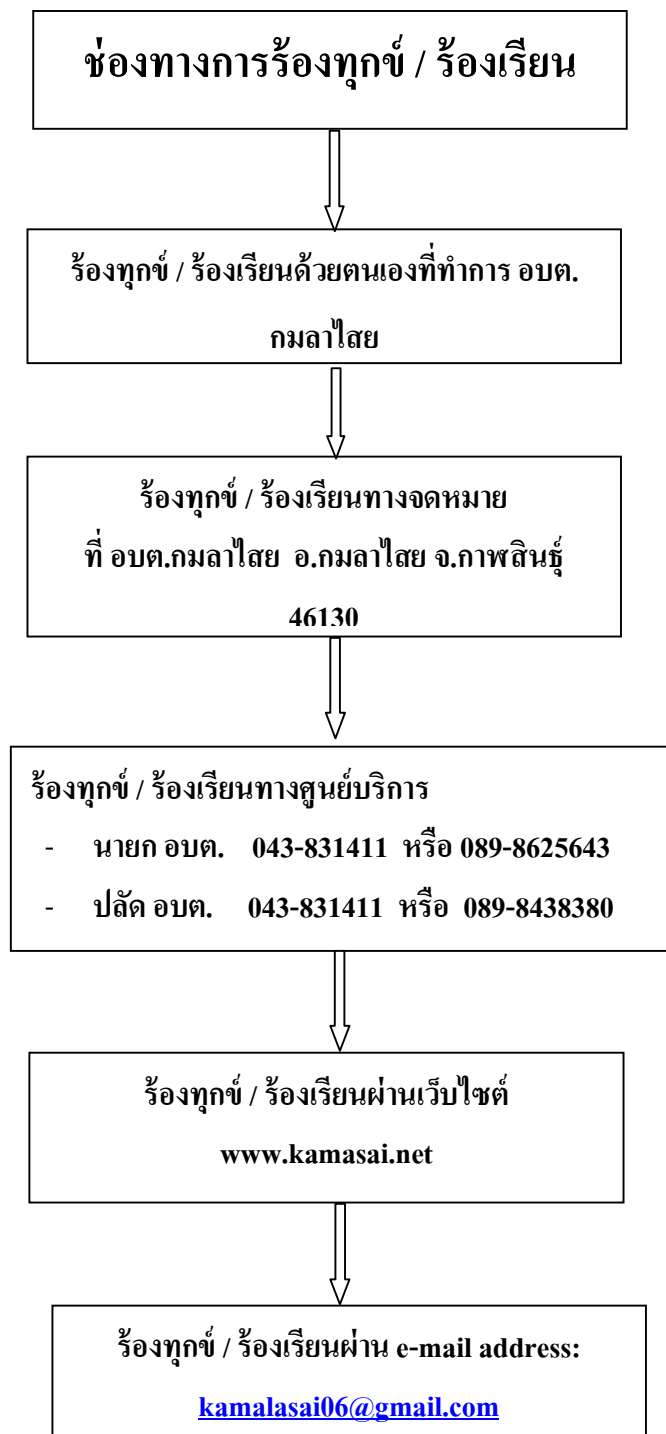 ช่องทางการร้องทุกข์ / ร้องเรียน
ร้องทุกข์ / ร้องเรียนด้วยตนเองที่ทำการ อบต.
กมลาไสย
ร้องทุกข์ / ร้องเรียนทางจดหมาย
ที่ อบต.กมลาไสย อ.กมลาไสย จ.กาฬสินธุ์
46130
ร้องทุกข์ / ร้องเรียนทางศูนย์บริการ
- นายก อบต. 043-831411 หรือ 089-8625643
- ปลัด อบต. 043-831411 หรือ 089-8438380
ร้องทุกข์ / ร้องเรียนผ่านเว็บไซต์
www.kamasai.net
ร้องทุกข์ / ร้องเรียนผ่าน e-mail address:
kamalasai06@gmail.com